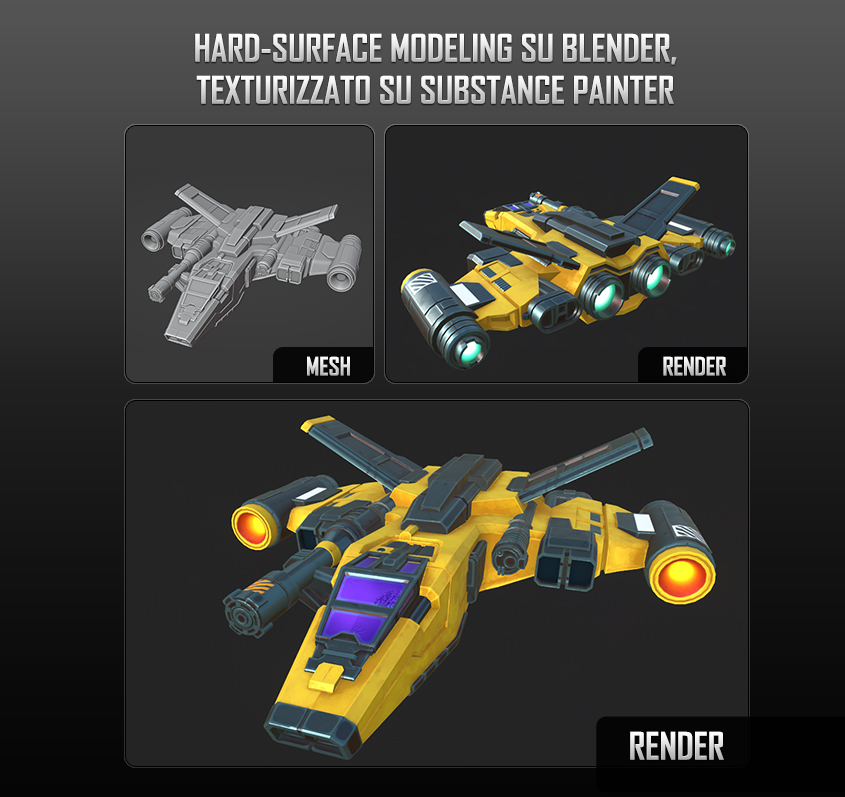 HARD-SURFACE MODELING SU BLENDER,
TEXTURIZZATO SU SUBSTANCE PAINTER
MESH
RENDER
RENDER